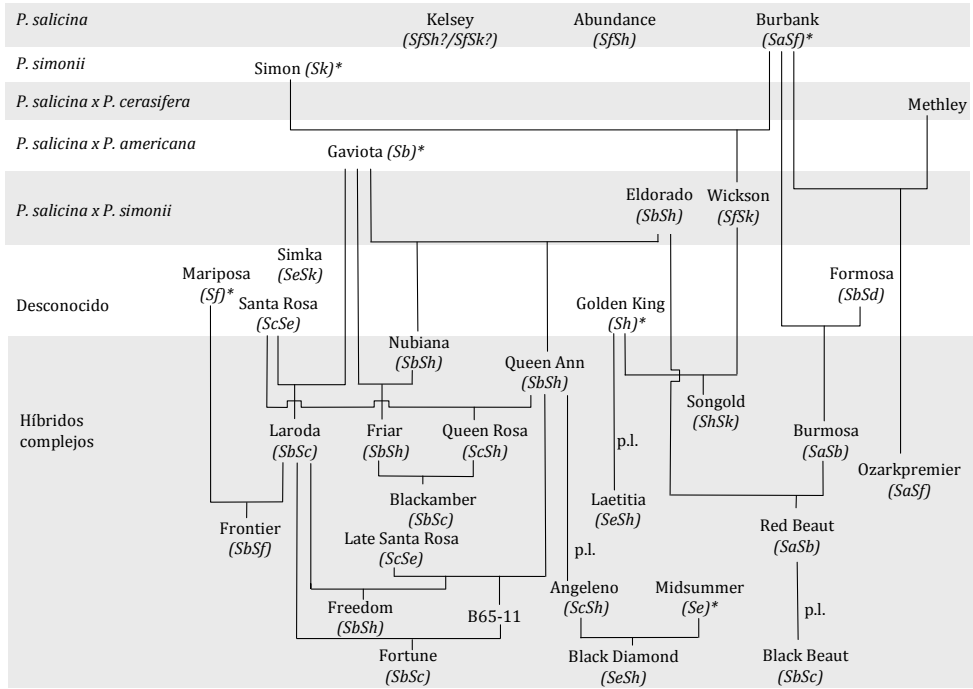 P. salicina
Kelsey
(SfSh?/SfSk?)
Abundance
(SfSh)
Burbank
(SaSf)*
P. simonii
Simon (Sk)*
P. salicina x P. cerasifera
Methley
P. salicina x P. americana
Gaviota (Sb)*
P. salicina x P. simonii
Eldorado
(SbSh)
Wickson
(SfSk)
Desconocido
Simka
(SeSk)
Mariposa
(Sf)*
Santa Rosa
(ScSe)
Golden King
(Sh)*
Formosa
(SbSd)
Híbridos
complejos
Nubiana
(SbSh)
Queen Ann
(SbSh)
Songold
(ShSk)
Laroda
(SbSc)
Friar
(SbSh)
Queen Rosa
(ScSh)
p.l.
Burmosa
(SaSb)
Ozarkpremier
(SaSf)
Blackamber
(SbSc)
Laetitia
(SeSh)
Frontier
(SbSf)
Red Beaut
(SaSb)
Late Santa Rosa
(ScSe)
p.l.
Angeleno
(ScSh)
Midsummer
(Se)*
p.l.
Freedom
(SbSh)
B65-11
Fortune
(SbSc)
Black Diamond
(SeSh)
Black Beaut
(SbSc)